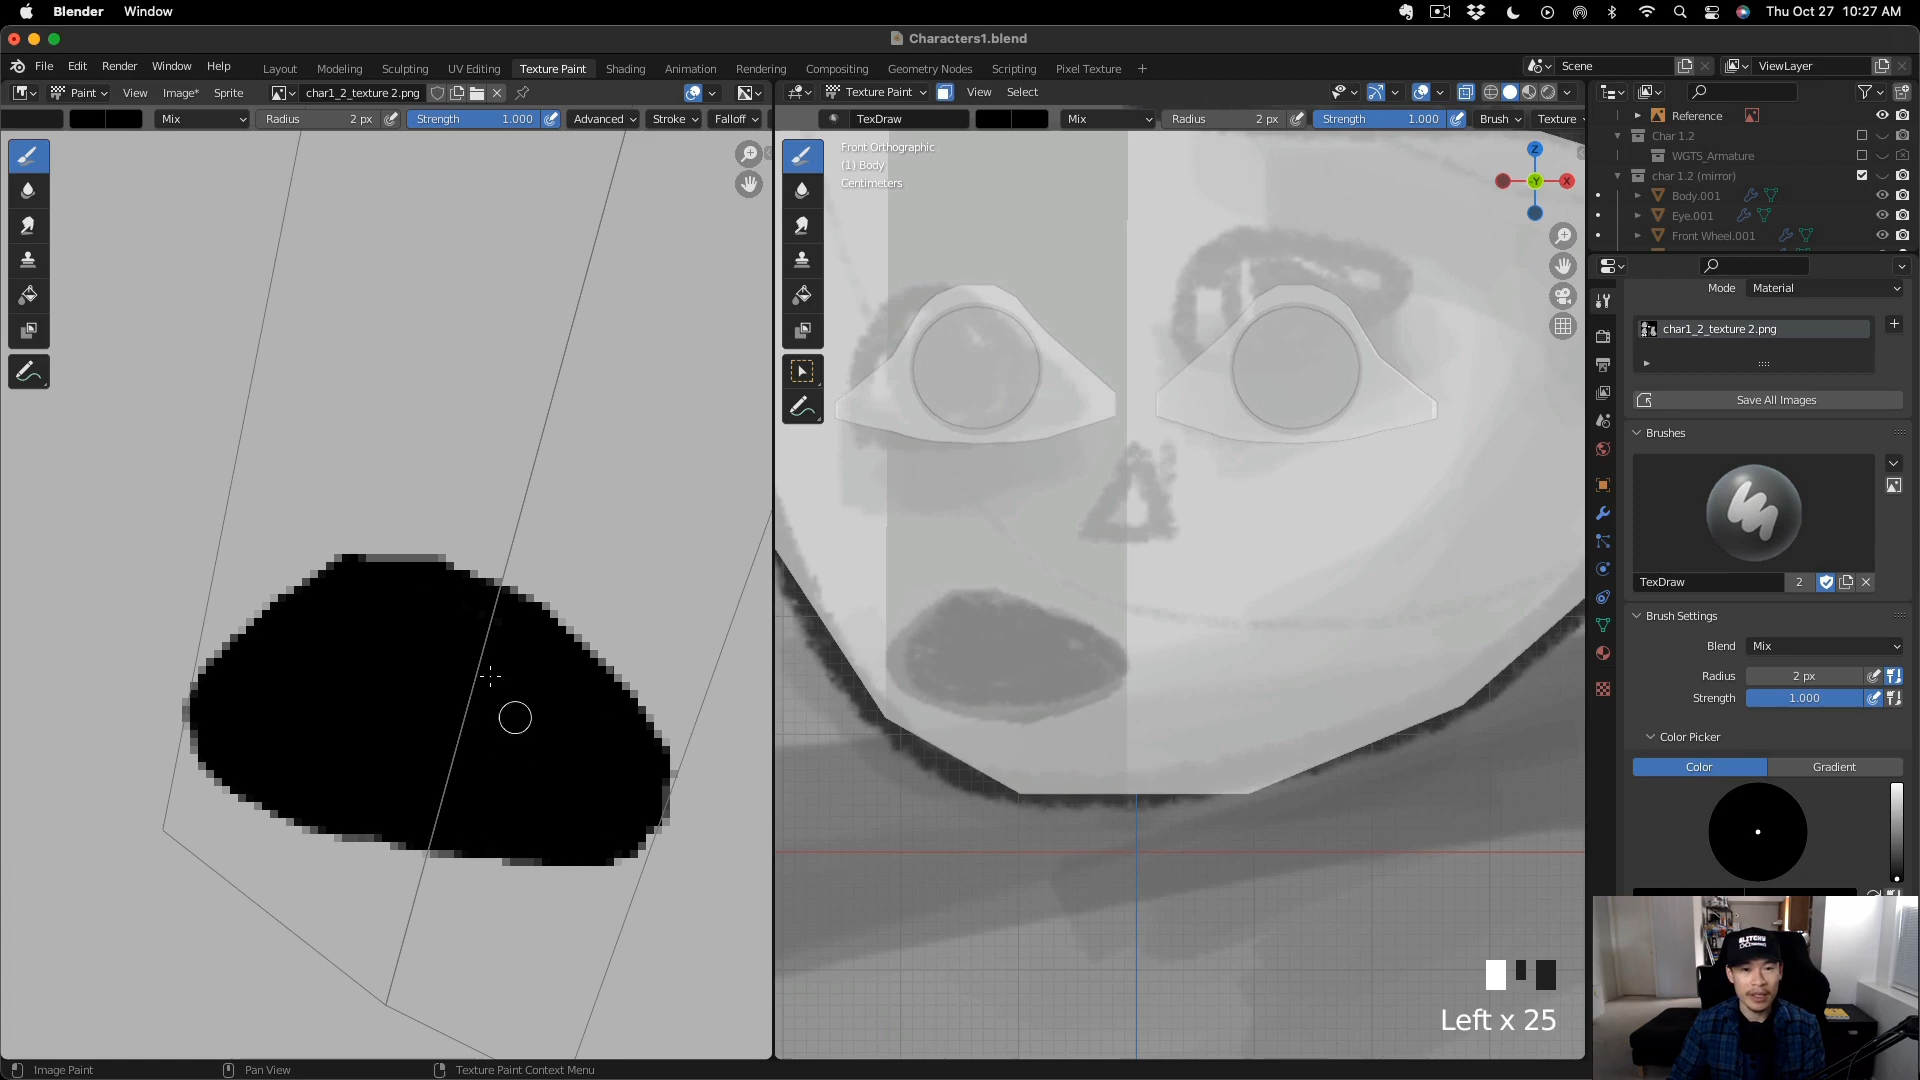 Blender Window Thu Oct 27 10:27 AM
Characters1.blend
File Edit Render Window Help Layout Modeling Sculpting UV Editing Texture Paint Shading Animation Rendering Compositing Geometry Nodes Scripting Pixel Texture + Scene ViewLayer
Paint View Image* Sprite char1_2_texture 2.png Texture Paint View Select
Mix Radius 2 px Strength 1.000 Advanced Stroke Falloff TexDraw Mix Radius 2 px Strength 1.000 Brush Texture
Reference
Char 1.2
WGTS_Armature
char 1.2 (mirror)
Body.001
Eye.001
Front Wheel.001
Front Orthographic
(1) Body
Centimeters
Z
-Y X
Mode Material
char1_2_texture 2.png
Save All Images
Brushes
TexDraw 2
Brush Settings
Blend Mix
Radius 2 px
Strength 1.000
Color Picker
Color Gradient
Left x 25
Image Paint Pan View Texture Paint Context Menu